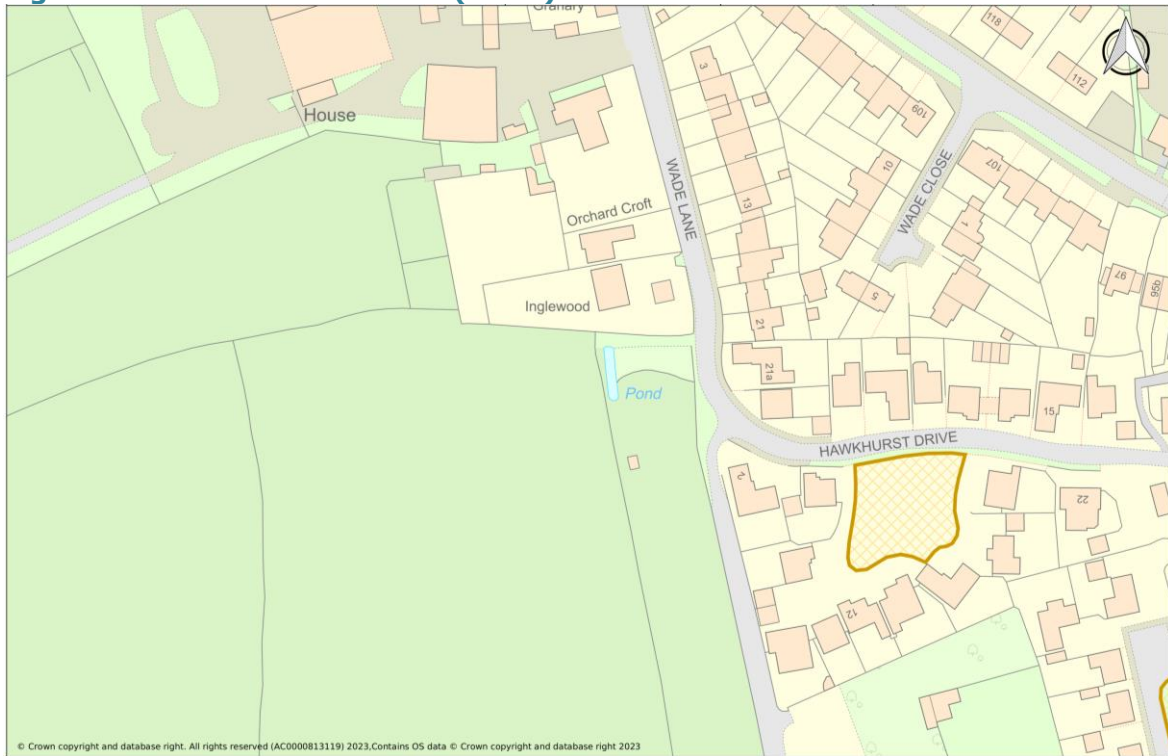 118
112
3
109
House
WADE LANE
10
107
WADE CLOSE
13
Orchard Croft
1
97
95b
5
Inglewood
21
21a
Pond
15
HAWKHURST DRIVE
2
22
12
© Crown copyright and database right. All rights reserved (AC0000813119) 2023,Contains OS data © Crown copyright and database right 2023